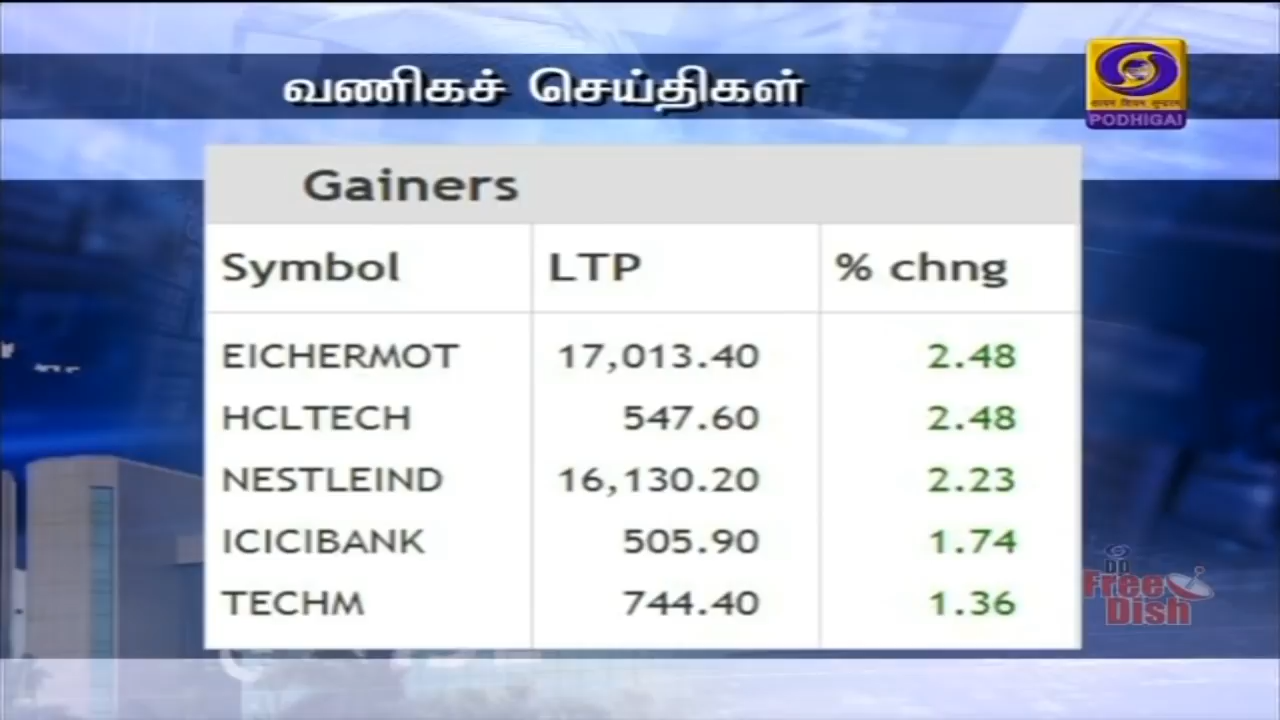 வணிகச் செய்திகள்
PODHIGAI
Gainers
Symbol LTP % chng
EICHERMOT 17,013.40 2.48
HCLTECH 547.60 2.48
NESTLEIND 16,130.20 2.23
ICICIBANK 505.90 1.74
TECHM 744.40 1.36
DD
Free
Dish